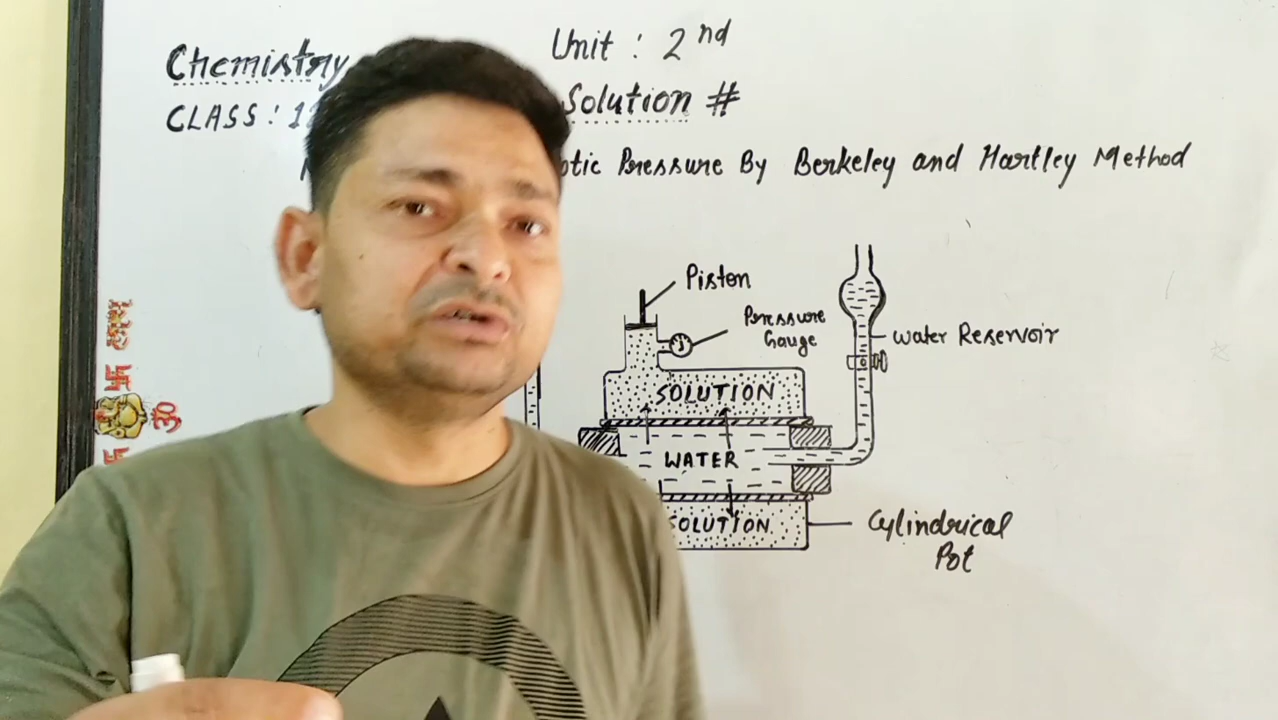 Chemistry
Unit : 2nd
CLASS : 1
Solution #
otic Pressure By Berkeley and Hartley Method
Piston
Pressure
Gauge
Water Reservoir
SOLUTION
WATER
SOLUTION
Cylindrical
Pot
ॐ